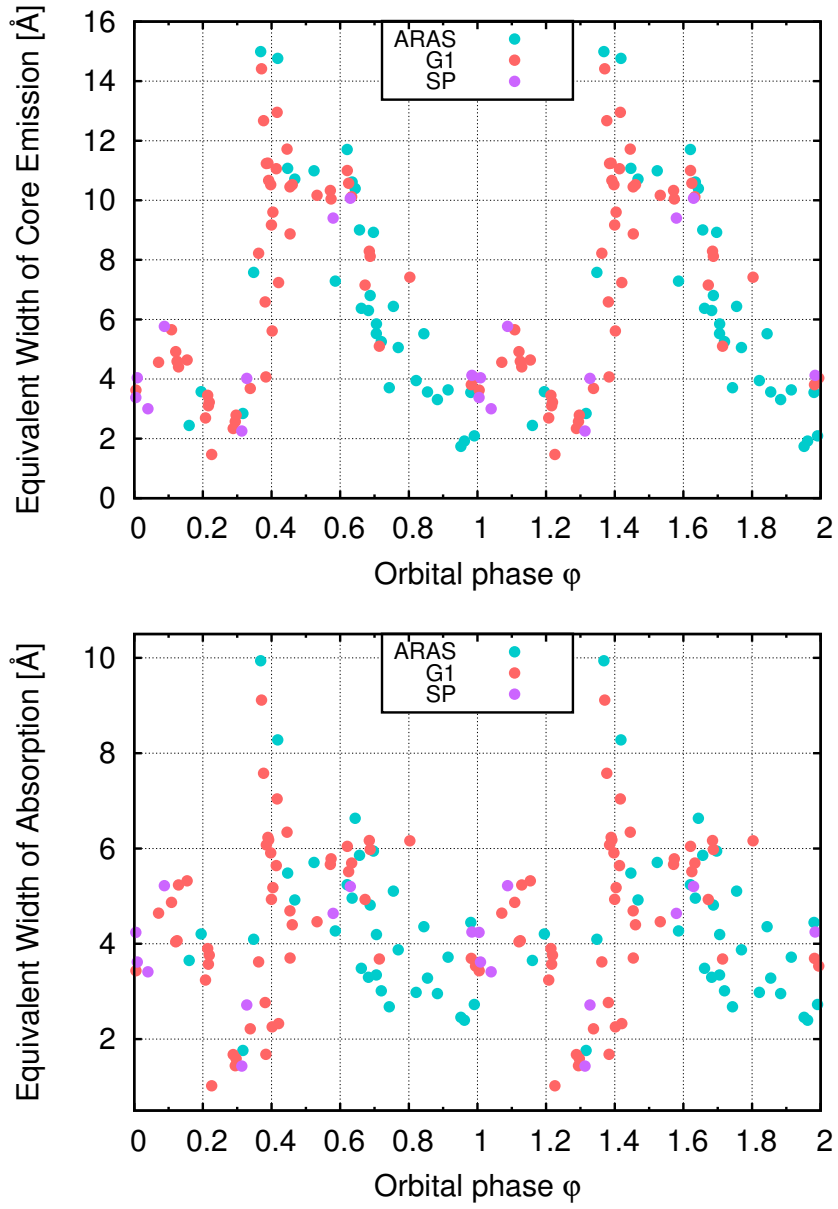 Equivalent Width of Core Emission [Å]
16
14
12
10
8
6
4
2
0
ARAS
G1
SP
0 0.2 0.4 0.6 0.8 1 1.2 1.4 1.6 1.8 2
Orbital phase φ
Equivalent Width of Absorption [Å]
10
8
6
4
2
ARAS
G1
SP
0 0.2 0.4 0.6 0.8 1 1.2 1.4 1.6 1.8 2
Orbital phase φ